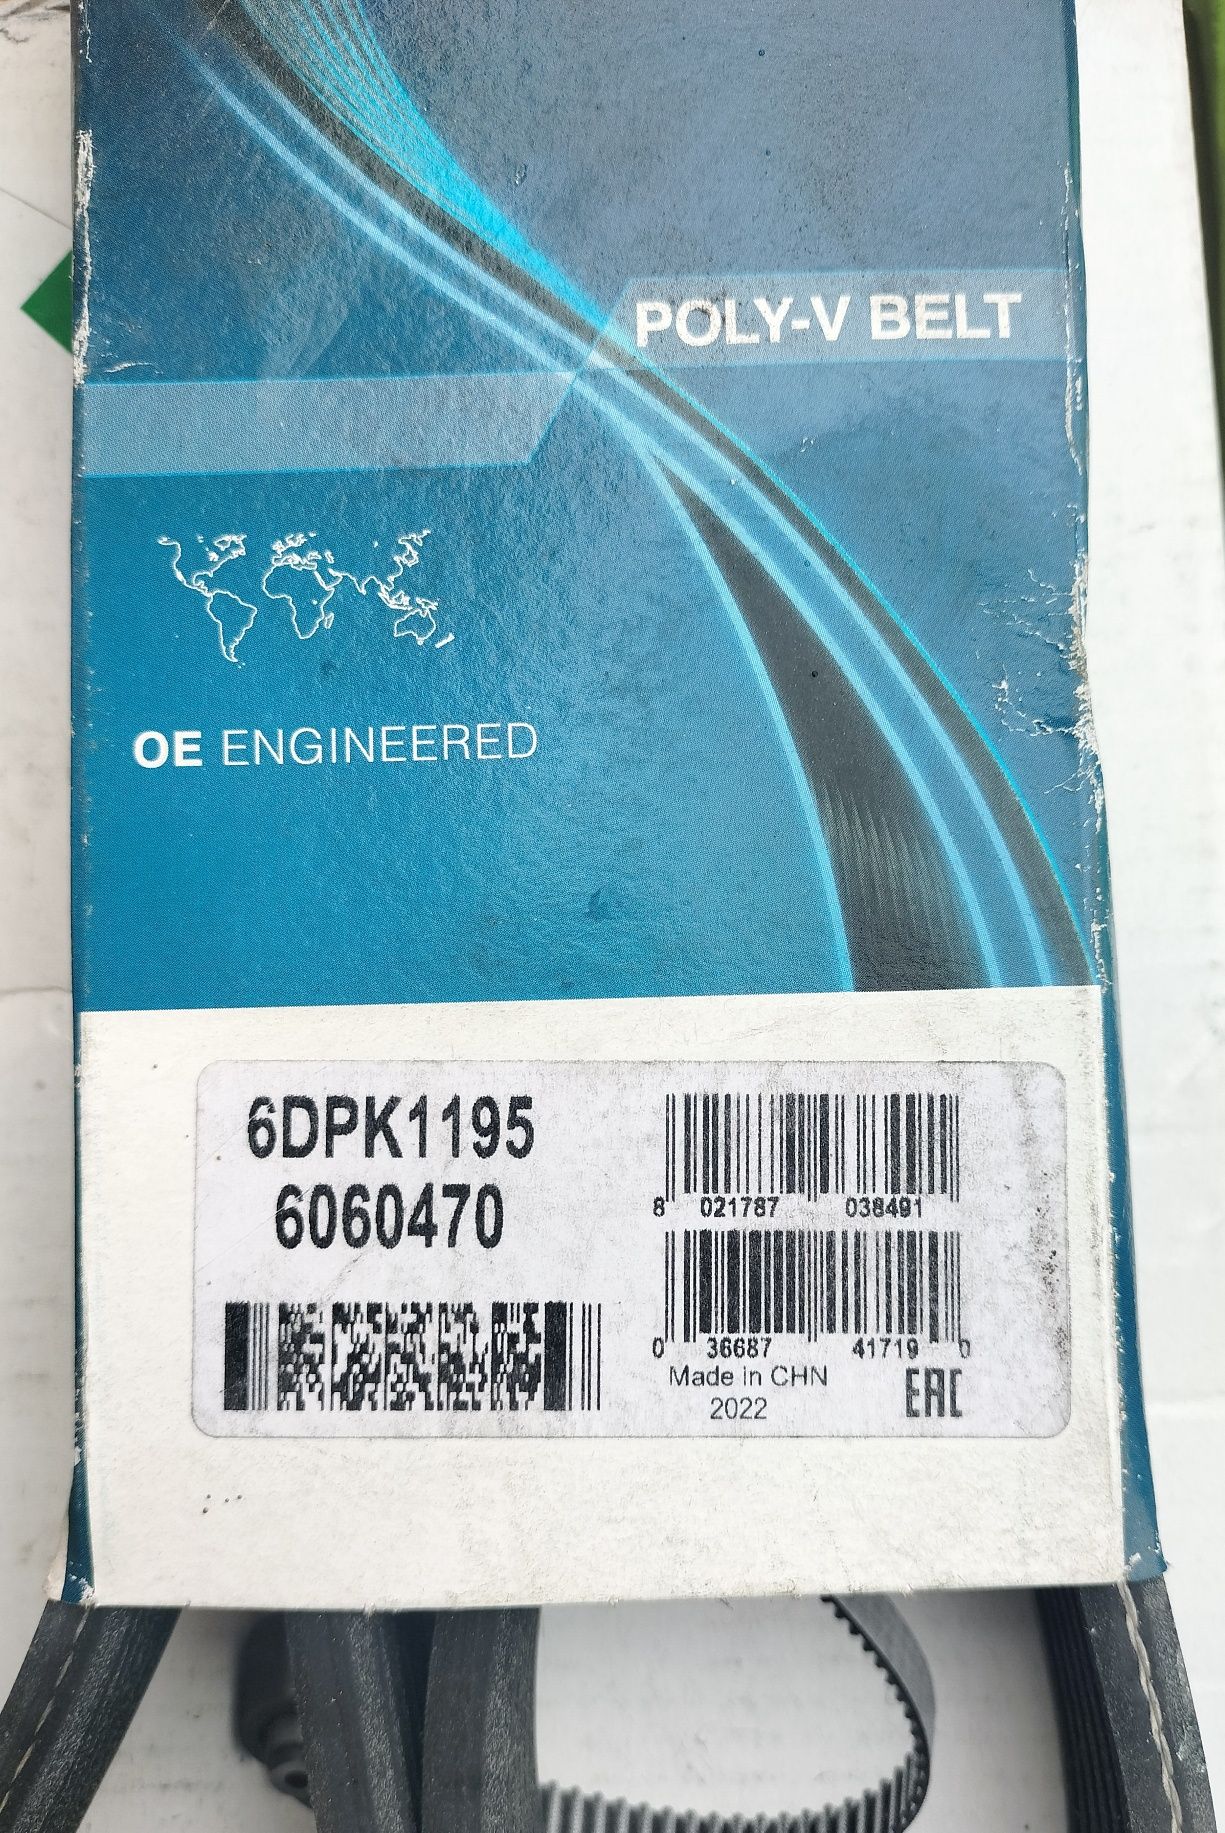 POLY-V BELT
OE ENGINEERED
6DPK1195
6060470
8 021787 038491
0 36687 41719 0
Made in CHN
2022
EAC